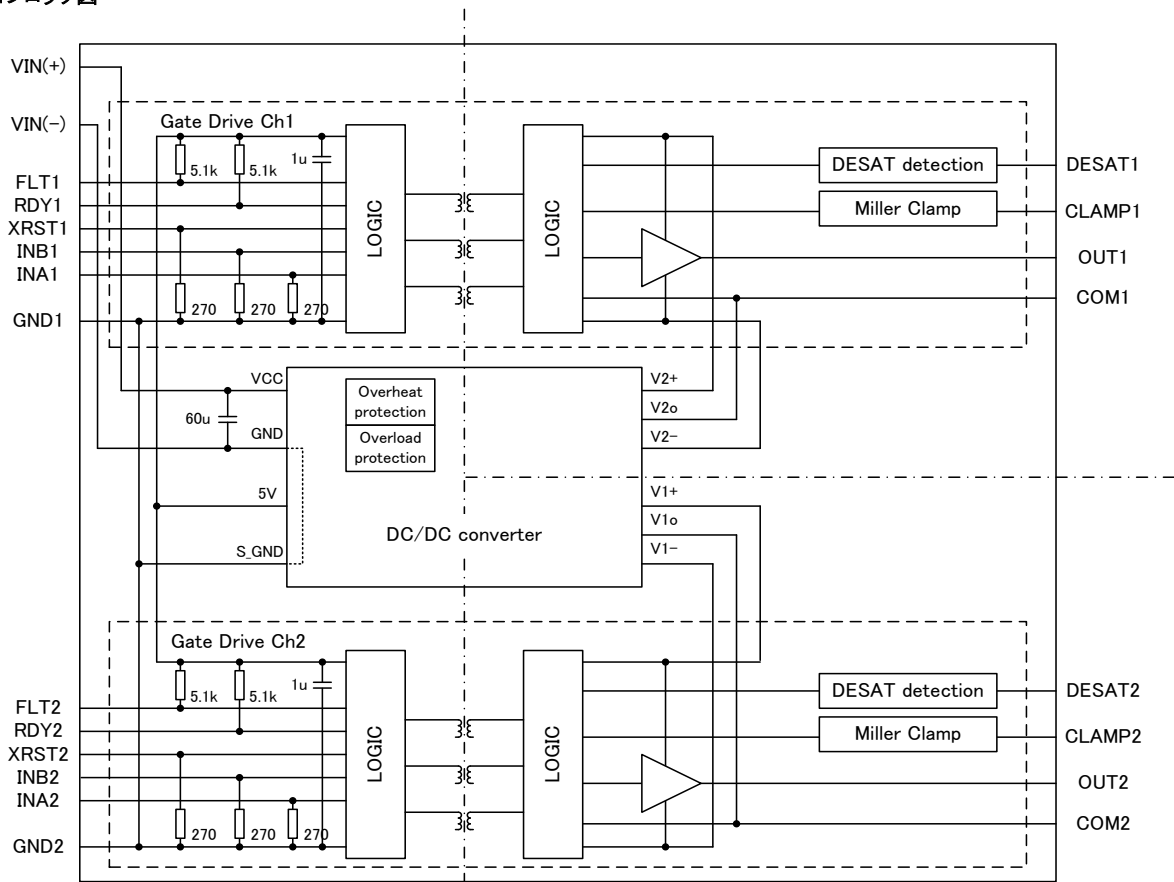 ブロック図
VIN(+)
VIN(-)
Gate Drive Ch1
5.1k
5.1k
1u
FLT1
RDY1
XRST1
INB1
INA1
GND1
270
270
270
LOGIC
LOGIC
DESAT detection
Miller Clamp
DESAT1
CLAMP1
OUT1
COM1
VCC
60u
GND
5V
S_GND
Overheat
protection
Overload
protection
DC/DC converter
V2+
V2o
V2-
V1+
V1o
V1-
Gate Drive Ch2
5.1k
5.1k
1u
FLT2
RDY2
XRST2
INB2
INA2
GND2
270
270
270
LOGIC
LOGIC
DESAT detection
Miller Clamp
DESAT2
CLAMP2
OUT2
COM2